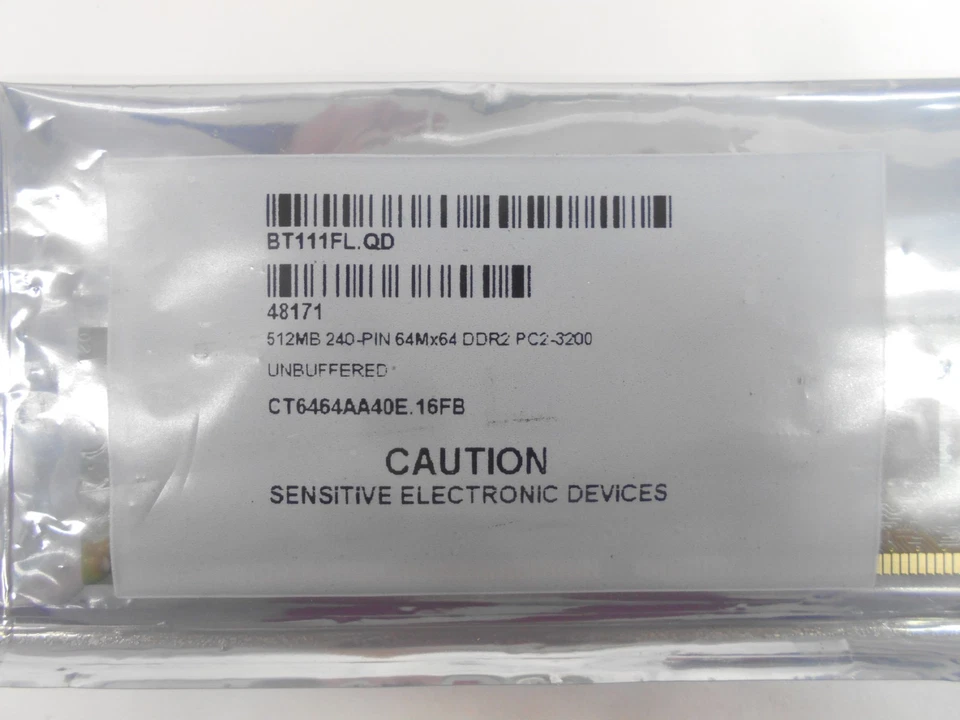 BT111FL.QD
48171
512MB 240-PIN 64Mx64 DDR2 PC2-3200
UNBUFFERED
CT6464AA40E.16FB
CAUTION
SENSITIVE ELECTRONIC DEVICES